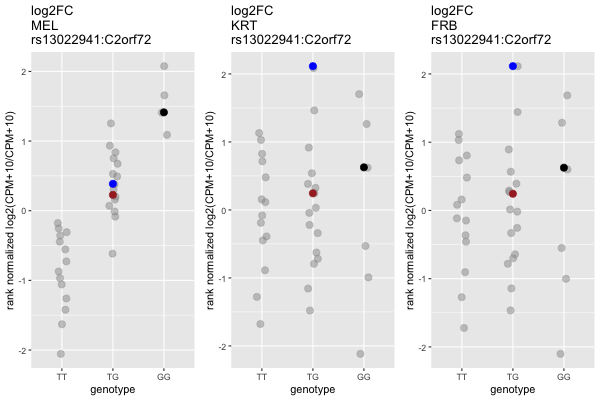 log2FC
MEL
rs13022941:C2orf72
rank normalized log2(CPM+10/CPM+10)
2
1
0
-1
-2
TT
TG
GG
genotype
log2FC
KRT
rs13022941:C2orf72
rank normalized log2(CPM+10/CPM+10)
2
1
0
-1
-2
TT
TG
GG
genotype
log2FC
FRB
rs13022941:C2orf72
rank normalized log2(CPM+10/CPM+10)
2
1
0
-1
-2
TT
TG
GG
genotype